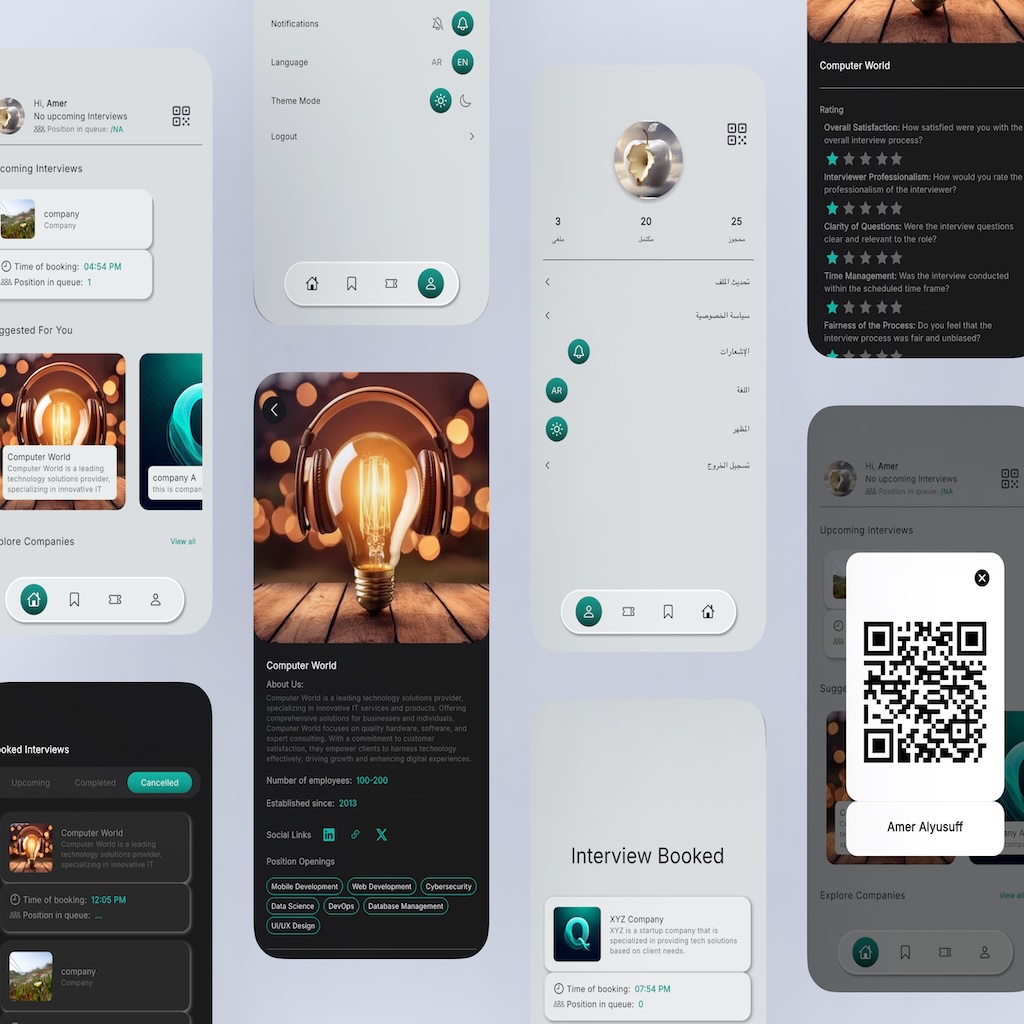 Hi, Amer
No upcoming Interviews
Position in queue: /NA
coming Interviews
company
Company
Time of booking: 04:54 PM
Position in queue: 1
ggested For You
Computer World
Computer World is a leading
technology solutions provider,
specializing in innovative IT
company A
this is compan
plore Companies
View all
ooked Interviews
Upcoming
Completed
Cancelled
Computer World
Computer World is a leading
technology solutions provider,
specializing in innovative IT
Time of booking: 12:05 PM
Position in queue: ...
company
Company
Notifications
Language
AR
EN
Theme Mode
Logout
Computer World
About Us:
Computer World is a leading technology solutions provider,
specializing in innovative IT services and products. Offering
comprehensive solutions for businesses and individuals,
Computer World focuses on quality hardware, software, and
expert consulting. With a commitment to customer
satisfaction, they empower clients to harness technology
effectively, driving growth and enhancing digital experiences.
Number of employees: 100-200
Established since: 2013
Social Links
in
X
Position Openings
Mobile Development
Web Development
Cybersecurity
Data Science
DevOps
Database Management
UI/UX Design
3
20
25
ملغي
مكتمل
محجوز
تحديث الملف
سياسة الخصوصية
الإشعارات
اللغة
AR
المظهر
تسجيل الخروج
Interview Booked
Q
XYZ Company
XYZ is a startup company that is
specialized in providing tech solutions
based on client needs.
Time of booking: 07:54 PM
Position in queue: 0
Computer World
Rating
Overall Satisfaction: How satisfied were you with the
overall interview process?
Interviewer Professionalism: How would you rate the
professionalism of the interviewer?
Clarity of Questions: Were the interview questions
clear and relevant to the role?
Time Management: Was the interview conducted
within the scheduled time frame?
Fairness of the Process: Do you feel that the
interview process was fair and unbiased?
Hi, Amer
No upcoming Interviews
Position in queue: /NA
Upcoming Interviews
Sugge
Amer Alyusuff
Explore Companies
View all